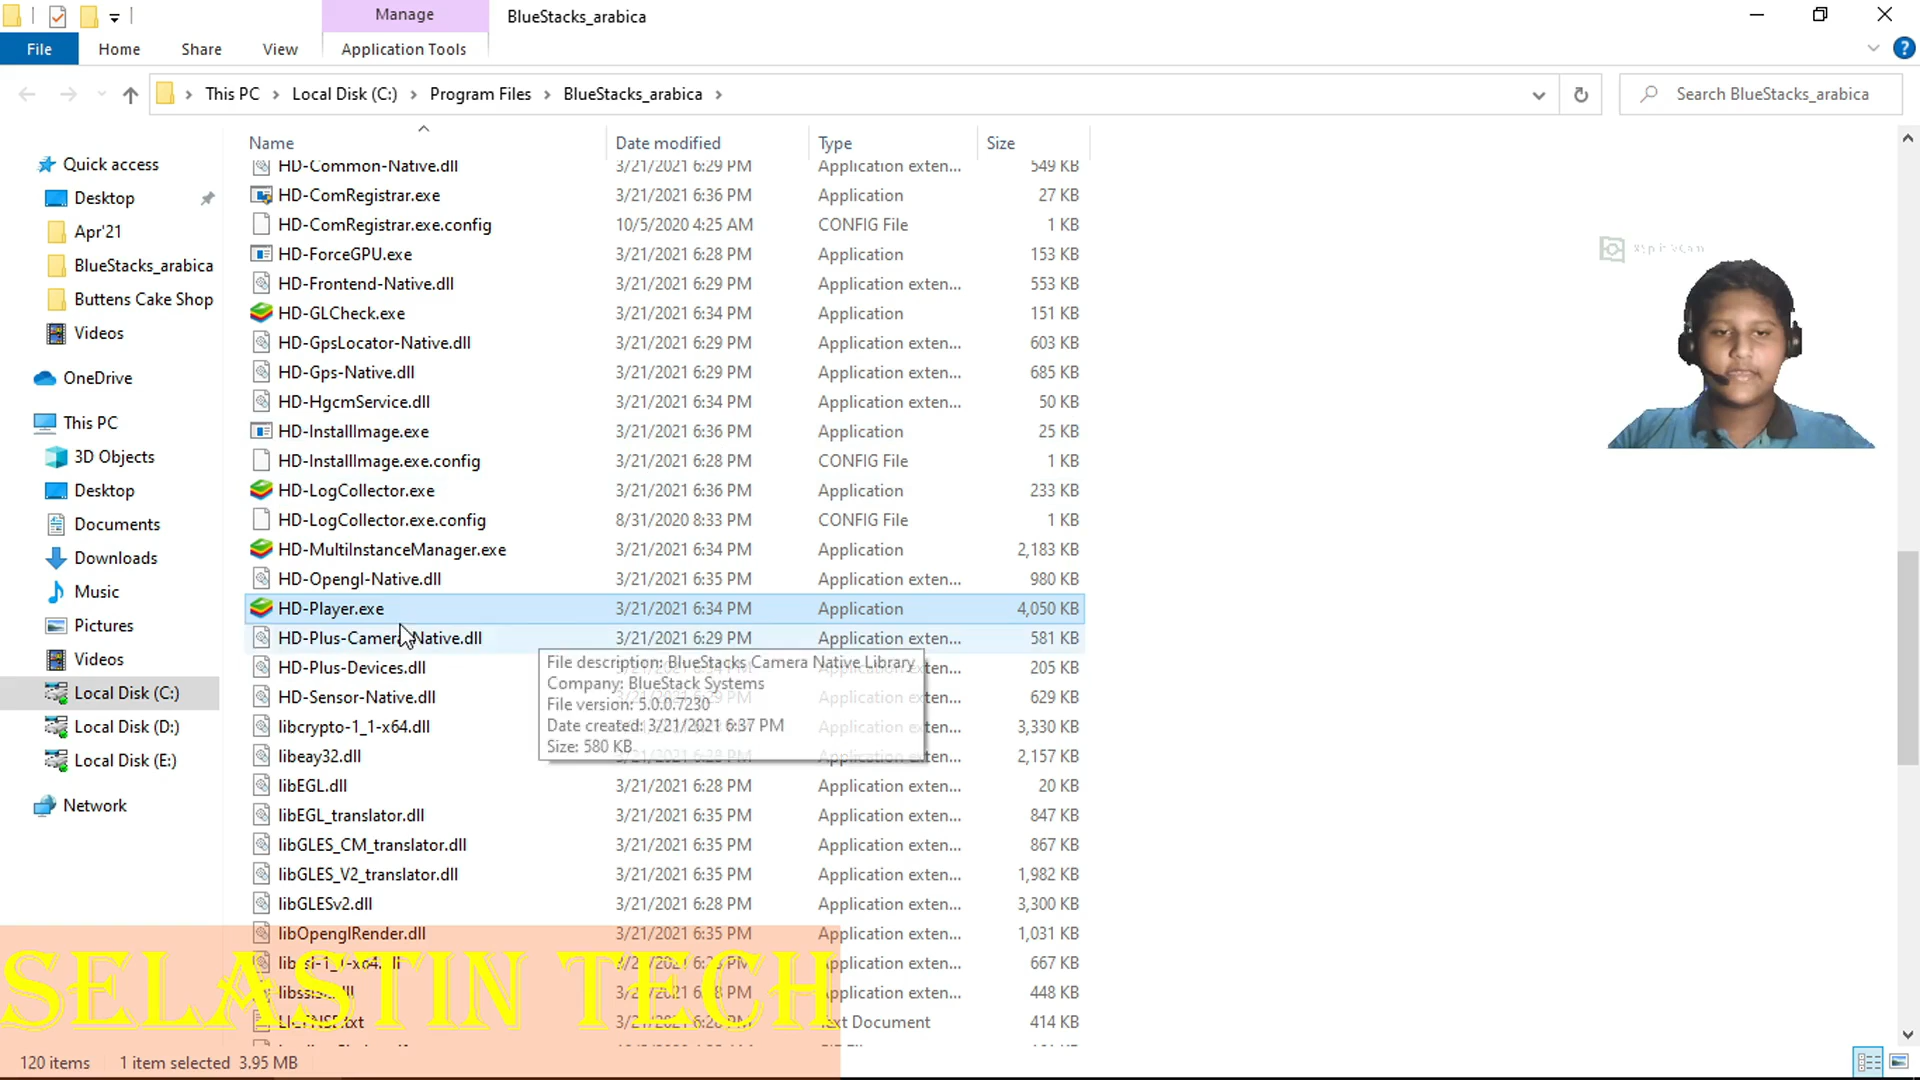 Manage
BlueStacks_arabica
File
Home
Share
View
Application Tools
This PC
Local Disk (C:)
Program Files
BlueStacks_arabica
Search BlueStacks_arabica
Quick access
Desktop
Apr'21
BlueStacks_arabica
Buttens Cake Shop
Videos
OneDrive
This PC
3D Objects
Desktop
Documents
Downloads
Music
Pictures
Videos
Local Disk (C:)
Local Disk (D:)
Local Disk (E:)
Network
Name Date modified Type Size
HD-Common-Native.dll 3/21/2021 6:29 PM Application exten... 549 KB
HD-ComRegistrar.exe 3/21/2021 6:36 PM Application 27 KB
HD-ComRegistrar.exe.config 10/5/2020 4:25 AM CONFIG File 1 KB
HD-ForceGPU.exe 3/21/2021 6:28 PM Application 153 KB
HD-Frontend-Native.dll 3/21/2021 6:29 PM Application exten... 553 KB
HD-GLCheck.exe 3/21/2021 6:34 PM Application 151 KB
HD-GpsLocator-Native.dll 3/21/2021 6:29 PM Application exten... 603 KB
HD-Gps-Native.dll 3/21/2021 6:29 PM Application exten... 685 KB
HD-HgcmService.dll 3/21/2021 6:34 PM Application exten... 50 KB
HD-InstallImage.exe 3/21/2021 6:36 PM Application 25 KB
HD-InstallImage.exe.config 3/21/2021 6:28 PM CONFIG File 1 KB
HD-LogCollector.exe 3/21/2021 6:36 PM Application 233 KB
HD-LogCollector.exe.config 8/31/2020 8:33 PM CONFIG File 1 KB
HD-MultiInstanceManager.exe 3/21/2021 6:34 PM Application 2,183 KB
HD-Opengl-Native.dll 3/21/2021 6:35 PM Application exten... 980 KB
HD-Player.exe 3/21/2021 6:34 PM Application 4,050 KB
HD-Plus-Camera-Native.dll 3/21/2021 6:29 PM Application exten... 581 KB
HD-Plus-Devices.dll 205 KB
HD-Sensor-Native.dll 629 KB
libcrypto-1_1-x64.dll 3,330 KB
libeay32.dll Application exten... 2,157 KB
File description: BlueStacks Camera Native Library
Company: BlueStack Systems
File version: 5.0.0.7230
Date created: 3/21/2021 6:37 PM
Size: 580 KB
libEGL.dll 3/21/2021 6:28 PM Application exten... 20 KB
libEGL_translator.dll 3/21/2021 6:35 PM Application exten... 847 KB
libGLES_CM_translator.dll 3/21/2021 6:35 PM Application exten... 867 KB
libGLES_V2_translator.dll 3/21/2021 6:35 PM Application exten... 1,982 KB
libGLESv2.dll 3/21/2021 6:28 PM Application exten... 3,300 KB
libOpenglRender.dll 3/21/2021 6:35 PM Application exten... 1,031 KB
Application exten... 667 KB
Application exten... 448 KB
Text Document 414 KB
SELASTIN TECH
120 items 1 item selected 3.95 MB